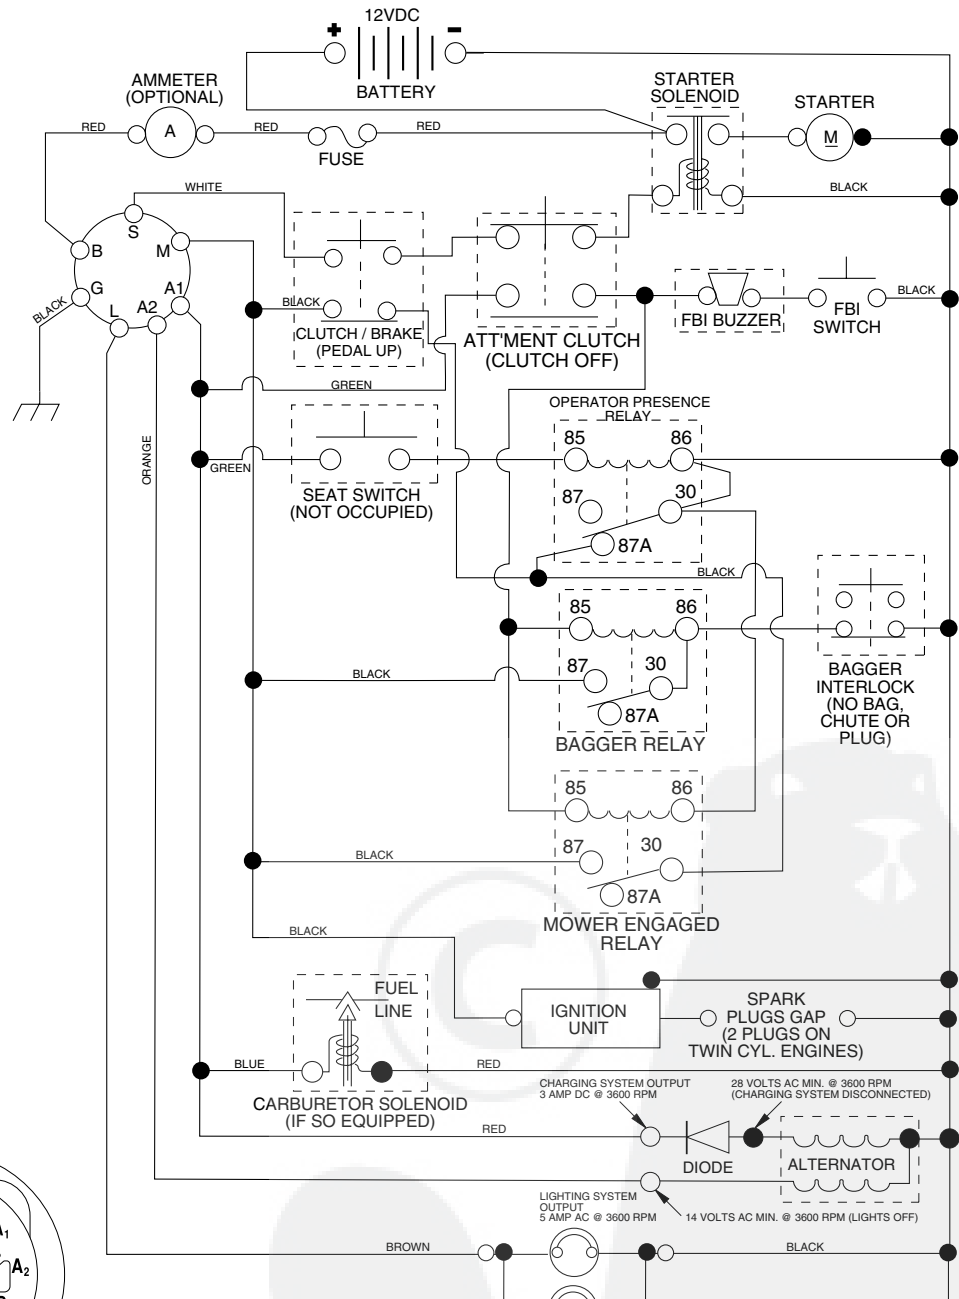 12VDC
+
-
BATTERY
AMMETER
(OPTIONAL)
STARTER
SOLENOID
STARTER
RED
A
RED
RED
FUSE
M
WHITE
BLACK
S
B
M
G
A1
L
A2
BLACK
BLACK
CLUTCH / BRAKE
(PEDAL UP)
ATT'MENT CLUTCH
(CLUTCH OFF)
FBI BUZZER
FBI
SWITCH
BLACK
GREEN
OPERATOR PRESENCE
RELAY
ORANGE
GREEN
SEAT SWITCH
(NOT OCCUPIED)
85
86
87
30
87A
BLACK
85
86
87
30
87A
BLACK
BAGGER RELAY
BAGGER
INTERLOCK
(NO BAG,
CHUTE OR
PLUG)
85
86
87
30
87A
BLACK
MOWER ENGAGED
RELAY
BLACK
FUEL
LINE
IGNITION
UNIT
SPARK
PLUGS GAP
(2 PLUGS ON
TWIN CYL. ENGINES)
BLUE
RED
CARBURETOR SOLENOID
(IF SO EQUIPPED)
CHARGING SYSTEM OUTPUT
3 AMP DC @ 3600 RPM
28 VOLTS AC MIN. @ 3600 RPM
(CHARGING SYSTEM DISCONNECTED)
RED
DIODE
ALTERNATOR
LIGHTING SYSTEM
OUTPUT
5 AMP AC @ 3600 RPM
14 VOLTS AC MIN. @ 3600 RPM (LIGHTS OFF)
BROWN
BLACK
A2
©